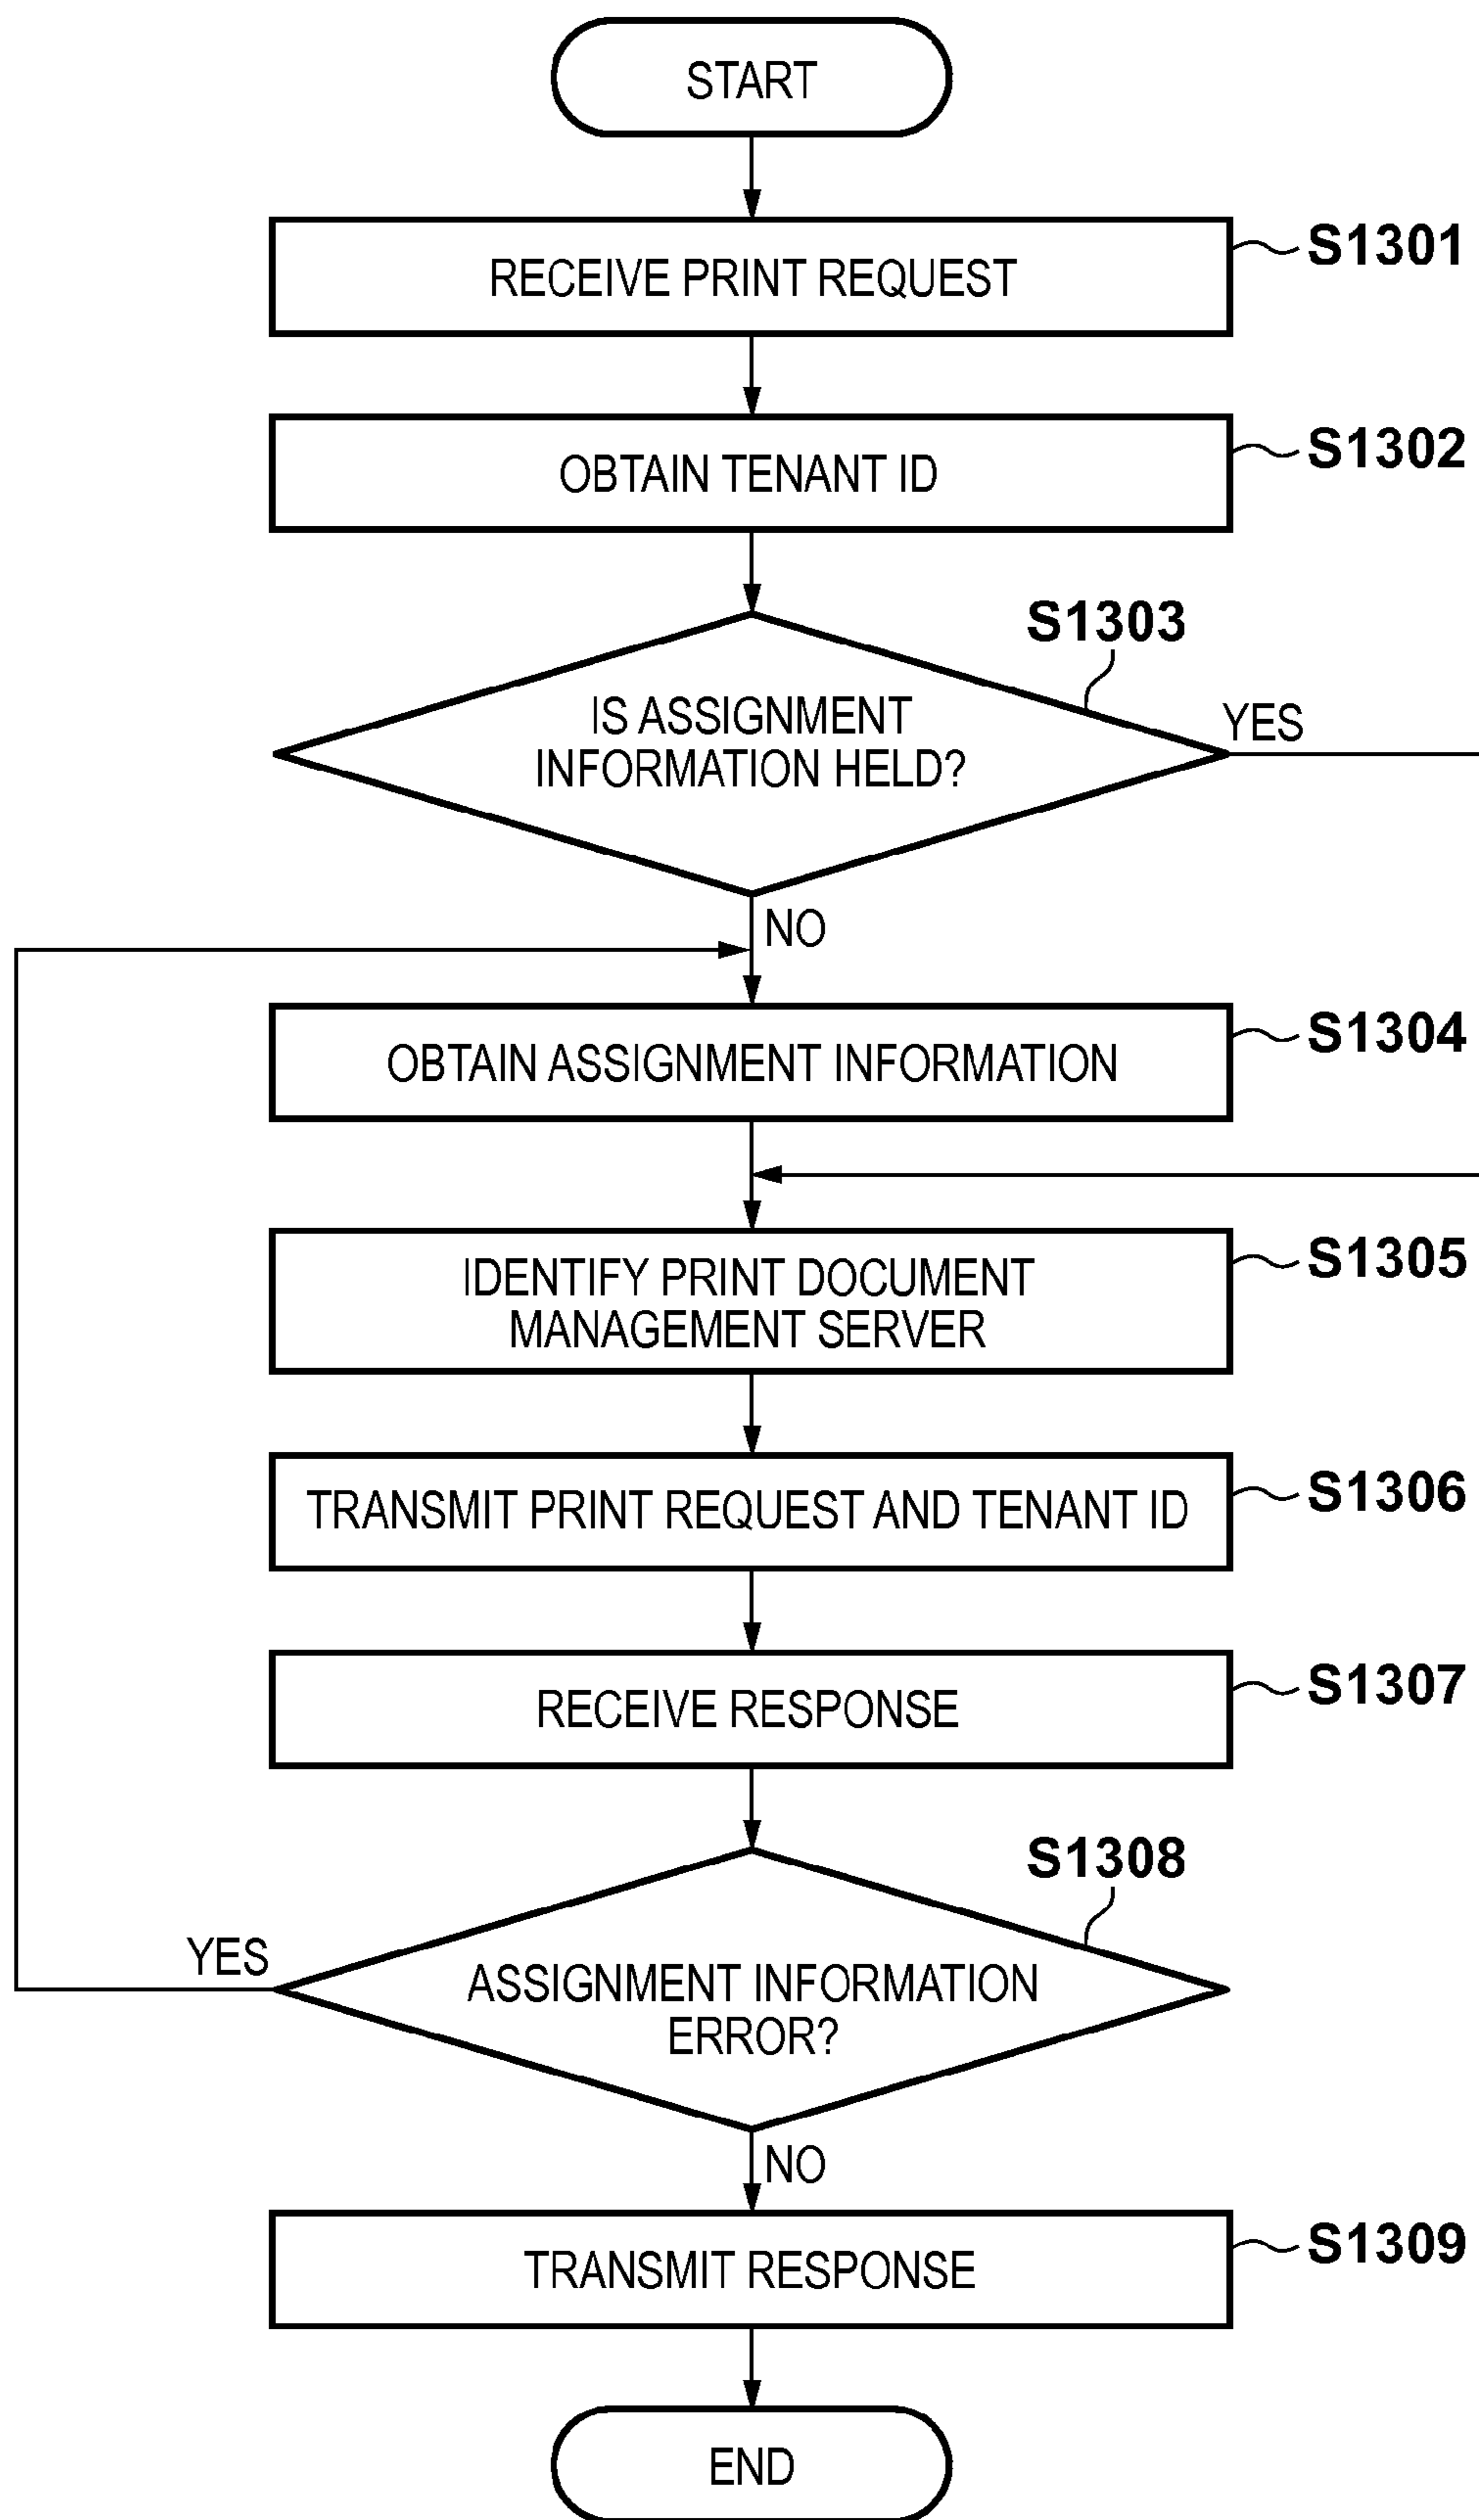 START
RECEIVE PRINT REQUEST
S1301
OBTAIN TENANT ID
S1302
S1303
IS ASSIGNMENT
INFORMATION HELD?
YES
NO
OBTAIN ASSIGNMENT INFORMATION
S1304
IDENTIFY PRINT DOCUMENT
MANAGEMENT SERVER
S1305
TRANSMIT PRINT REQUEST AND TENANT ID
S1306
RECEIVE RESPONSE
S1307
S1308
YES
ASSIGNMENT INFORMATION
ERROR?
NO
TRANSMIT RESPONSE
S1309
END